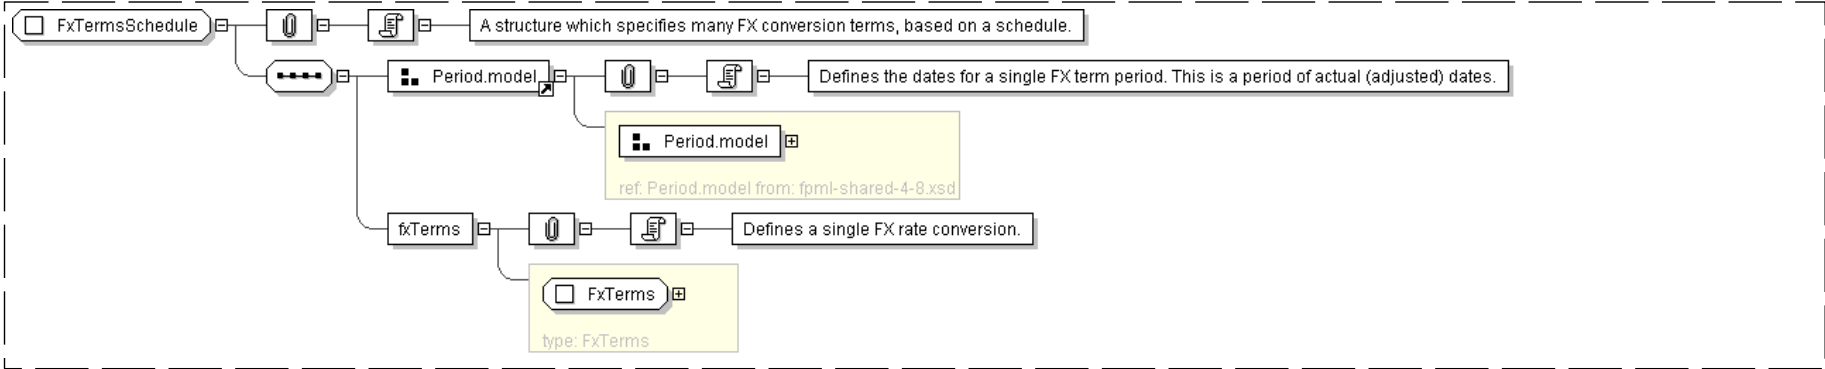 FxTermsSchedule
A structure which specifies many FX conversion terms, based on a schedule.
Period.model
Defines the dates for a single FX term period. This is a period of actual (adjusted) dates.
Period.model
ref: Period.model from: fpml-shared-4-8.xsd
fxTerms
Defines a single FX rate conversion.
FxTerms
type: FxTerms